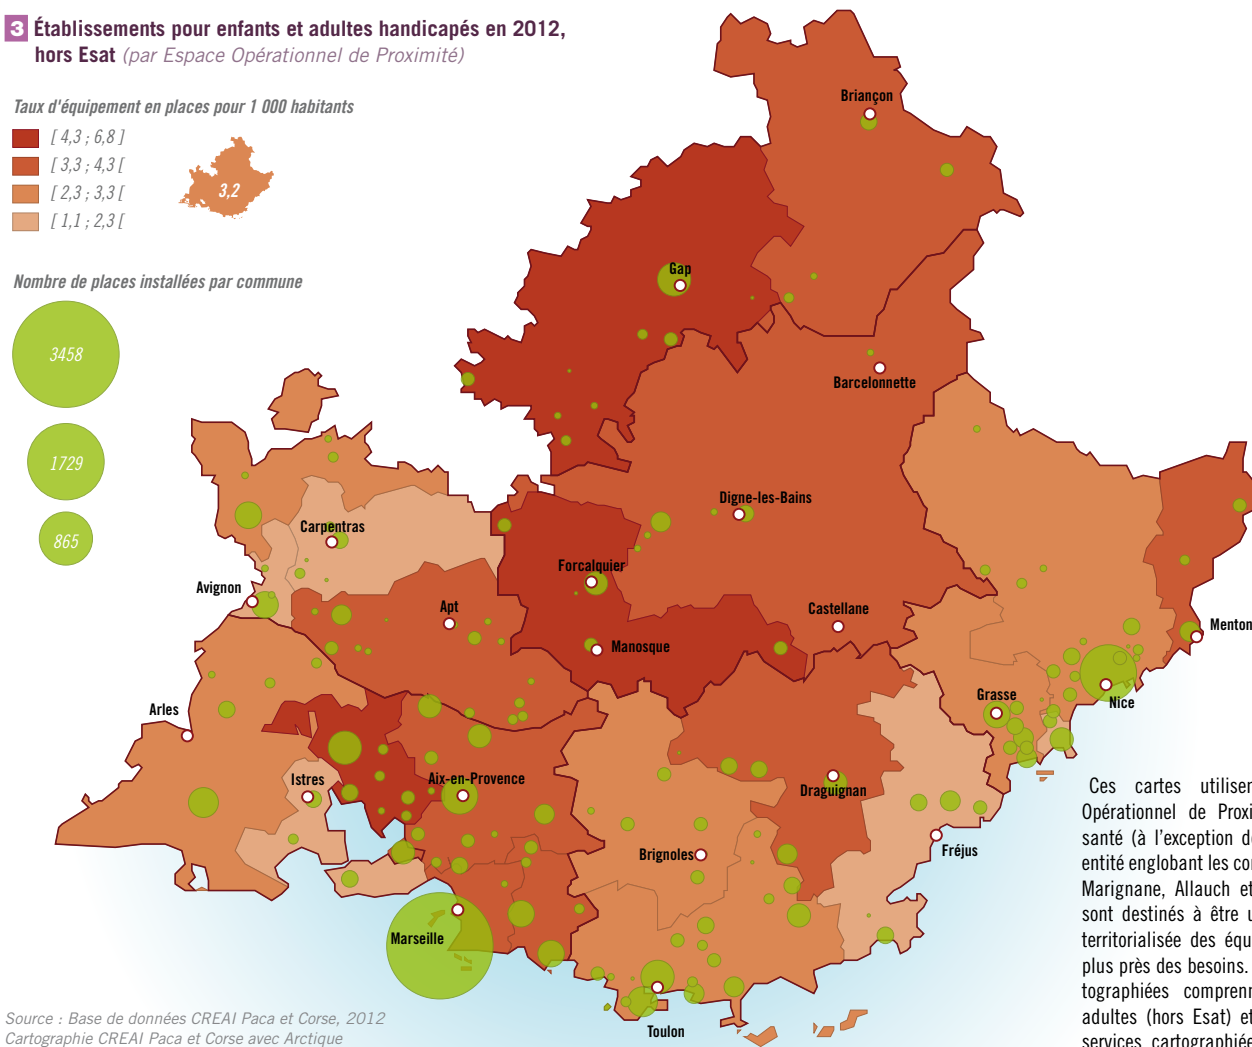 3 Établissements pour enfants et adultes handicapés en 2012,
hors Esat (par Espace Opérationnel de Proximité)
Taux d'équipement en places pour 1 000 habitants
[ 4,3 ; 6,8 ]
[ 3,3 ; 4,3 [
[ 2,3 ; 3,3 [
[ 1,1 ; 2,3 [
3,2
Nombre de places installées par commune
3458
1729
865
Briançon
Gap
Barcelonnette
Digne-les-Bains
Carpentras
Forcalquier
Avignon
Apt
Castellane
Menton
Manosque
Grasse
Nice
Arles
Istres
Aix-en-Provence
Draguignan
Brignoles
Fréjus
Marseille
Toulon
Ces cartes utilisen
Opérationnel de Proxi
santé (à l'exception d
entité englobant les co
Marignane, Allauch et
sont destinés à être u
territorialisée des équ
plus près des besoins.
tographiées comprenn
adultes (hors Esat) et
services cartographiée
Source : Base de données CREAI Paca et Corse, 2012
Cartographie CREAI Paca et Corse avec Arctique